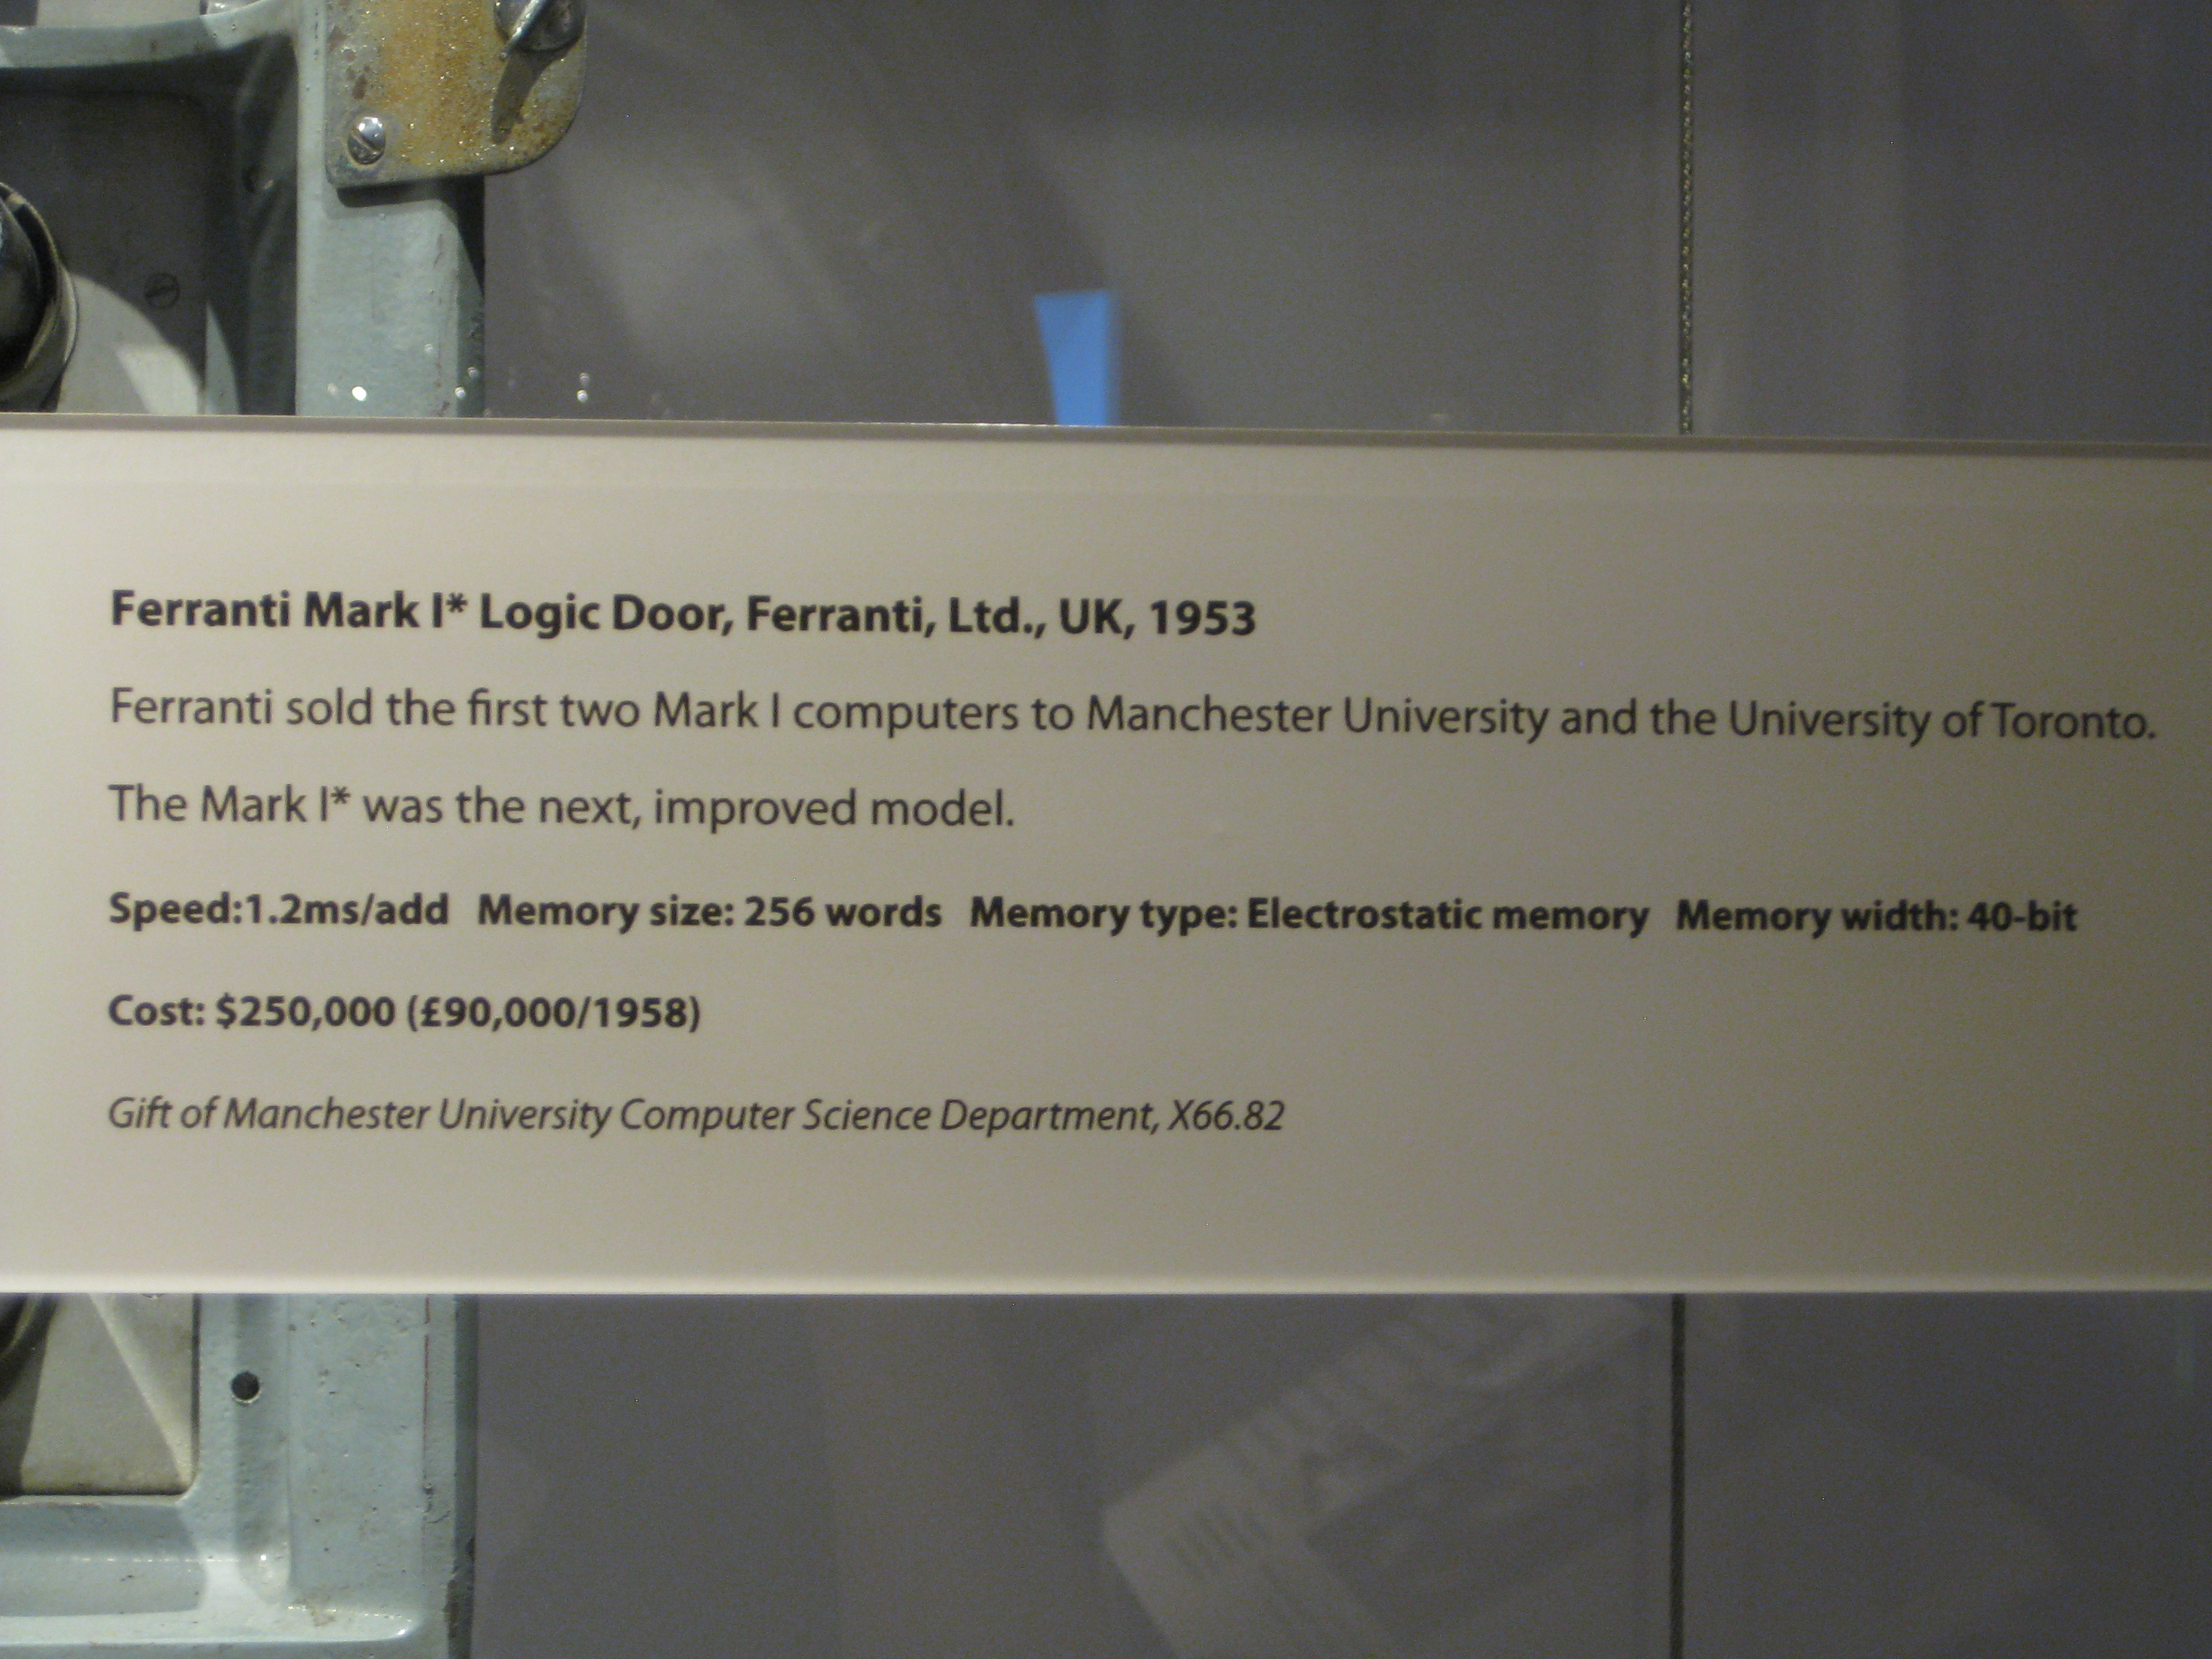 Ferranti Mark I* Logic Door, Ferranti, Ltd., UK, 1953
Ferranti sold the first two Mark I computers to Manchester University and the University of Toronto.
The Mark I* was the next, improved model.
Speed:1.2ms/add Memory size: 256 words Memory type: Electrostatic memory Memory width: 40-bit
Cost: $250,000 (£90,000/1958)
Gift of Manchester University Computer Science Department, X66.82